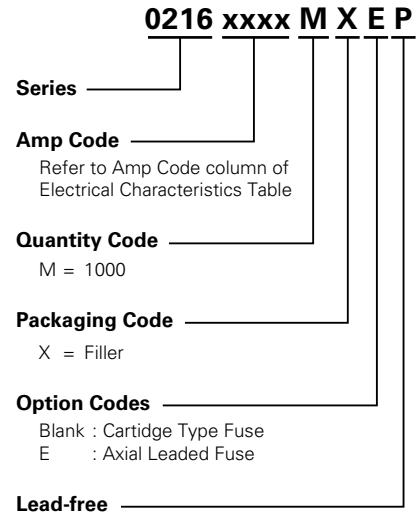 0216 xxxx M X E P
Series
Amp Code
Refer to Amp Code column of
Electrical Characteristics Table
Quantity Code
M = 1000
Packaging Code
X = Filler
Option Codes
Blank : Cartidge Type Fuse
E : Axial Leaded Fuse
Lead-free